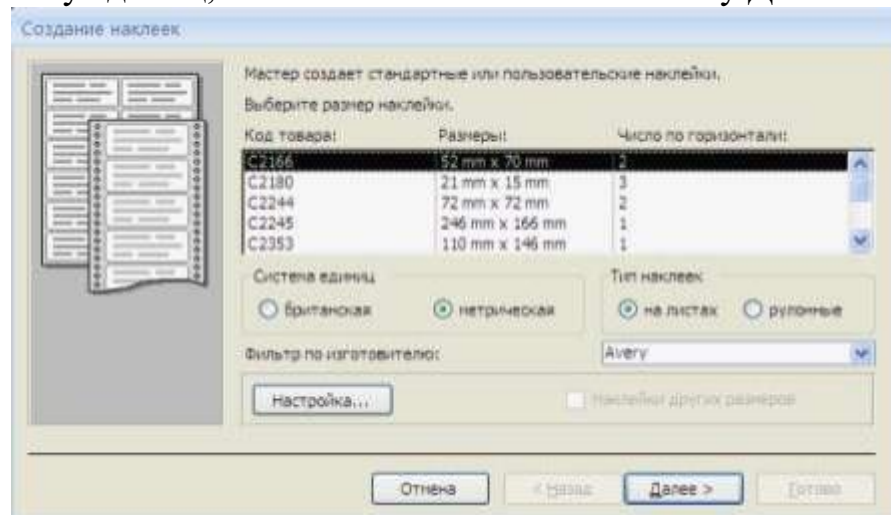 Создание наклеек
Мастер создает стандартные или пользовательские наклейки.
Выберите размер наклейки.
Код товара: Размеры: Число по горизонтали:
C2166 52 mm x 70 mm 2
C2180 21 mm x 15 mm 3
C2244 72 mm x 72 mm 2
C2245 246 mm x 166 mm 1
C2353 110 mm x 146 mm 1
Система единиц Тип наклеек
британская метрическая на листах рулонные
Фильтр по изготовителю: Avery
Настройка... Наклейки других размеров
Отмена < Назад Далее > Готово